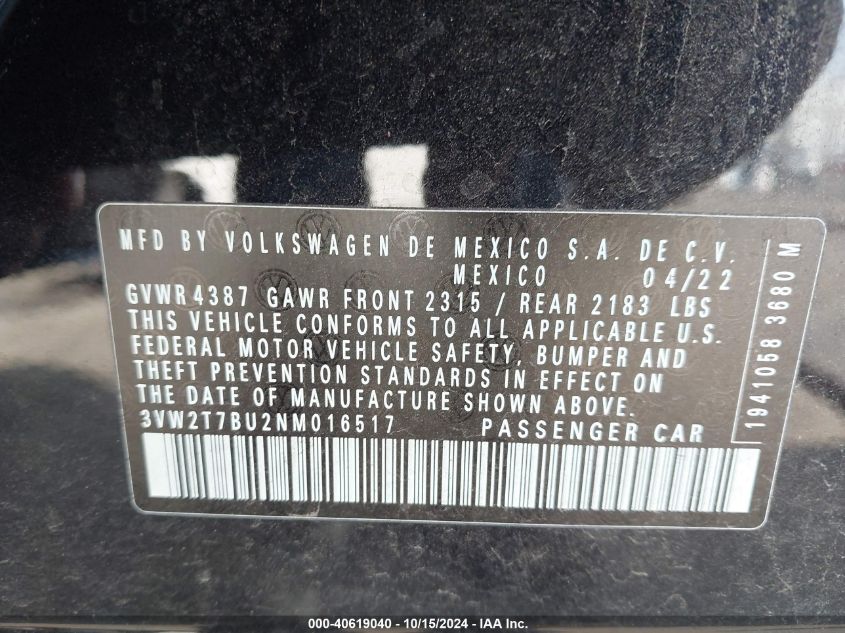 MFD BY VOLKSWAGEN DE MEXICO S.A. DE C.V.
MEXICO 04/22
GVWR 4387 GAWR FRONT 2315 / REAR 2183 LBS
THIS VEHICLE CONFORMS TO ALL APPLICABLE U.S.
FEDERAL MOTOR VEHICLE SAFETY, BUMPER AND
THEFT PREVENTION STANDARDS IN EFFECT ON
THE DATE OF MANUFACTURE SHOWN ABOVE.
3VW2T7BU2NM016517 PASSENGER CAR
1941058 3680 M
000-40619040 - 10/15/2024 - IAA Inc.